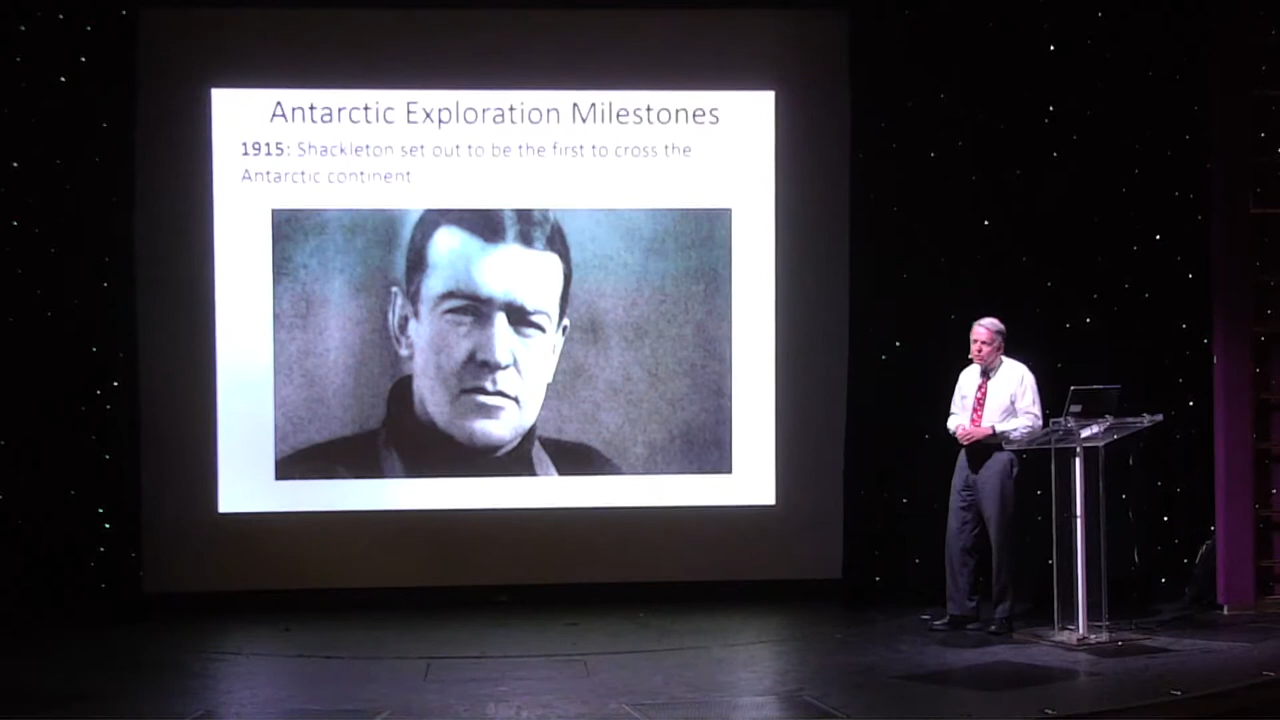 Antarctic Exploration Milestones
1915: Shackleton set out to be the first to cross the
Antarctic continent